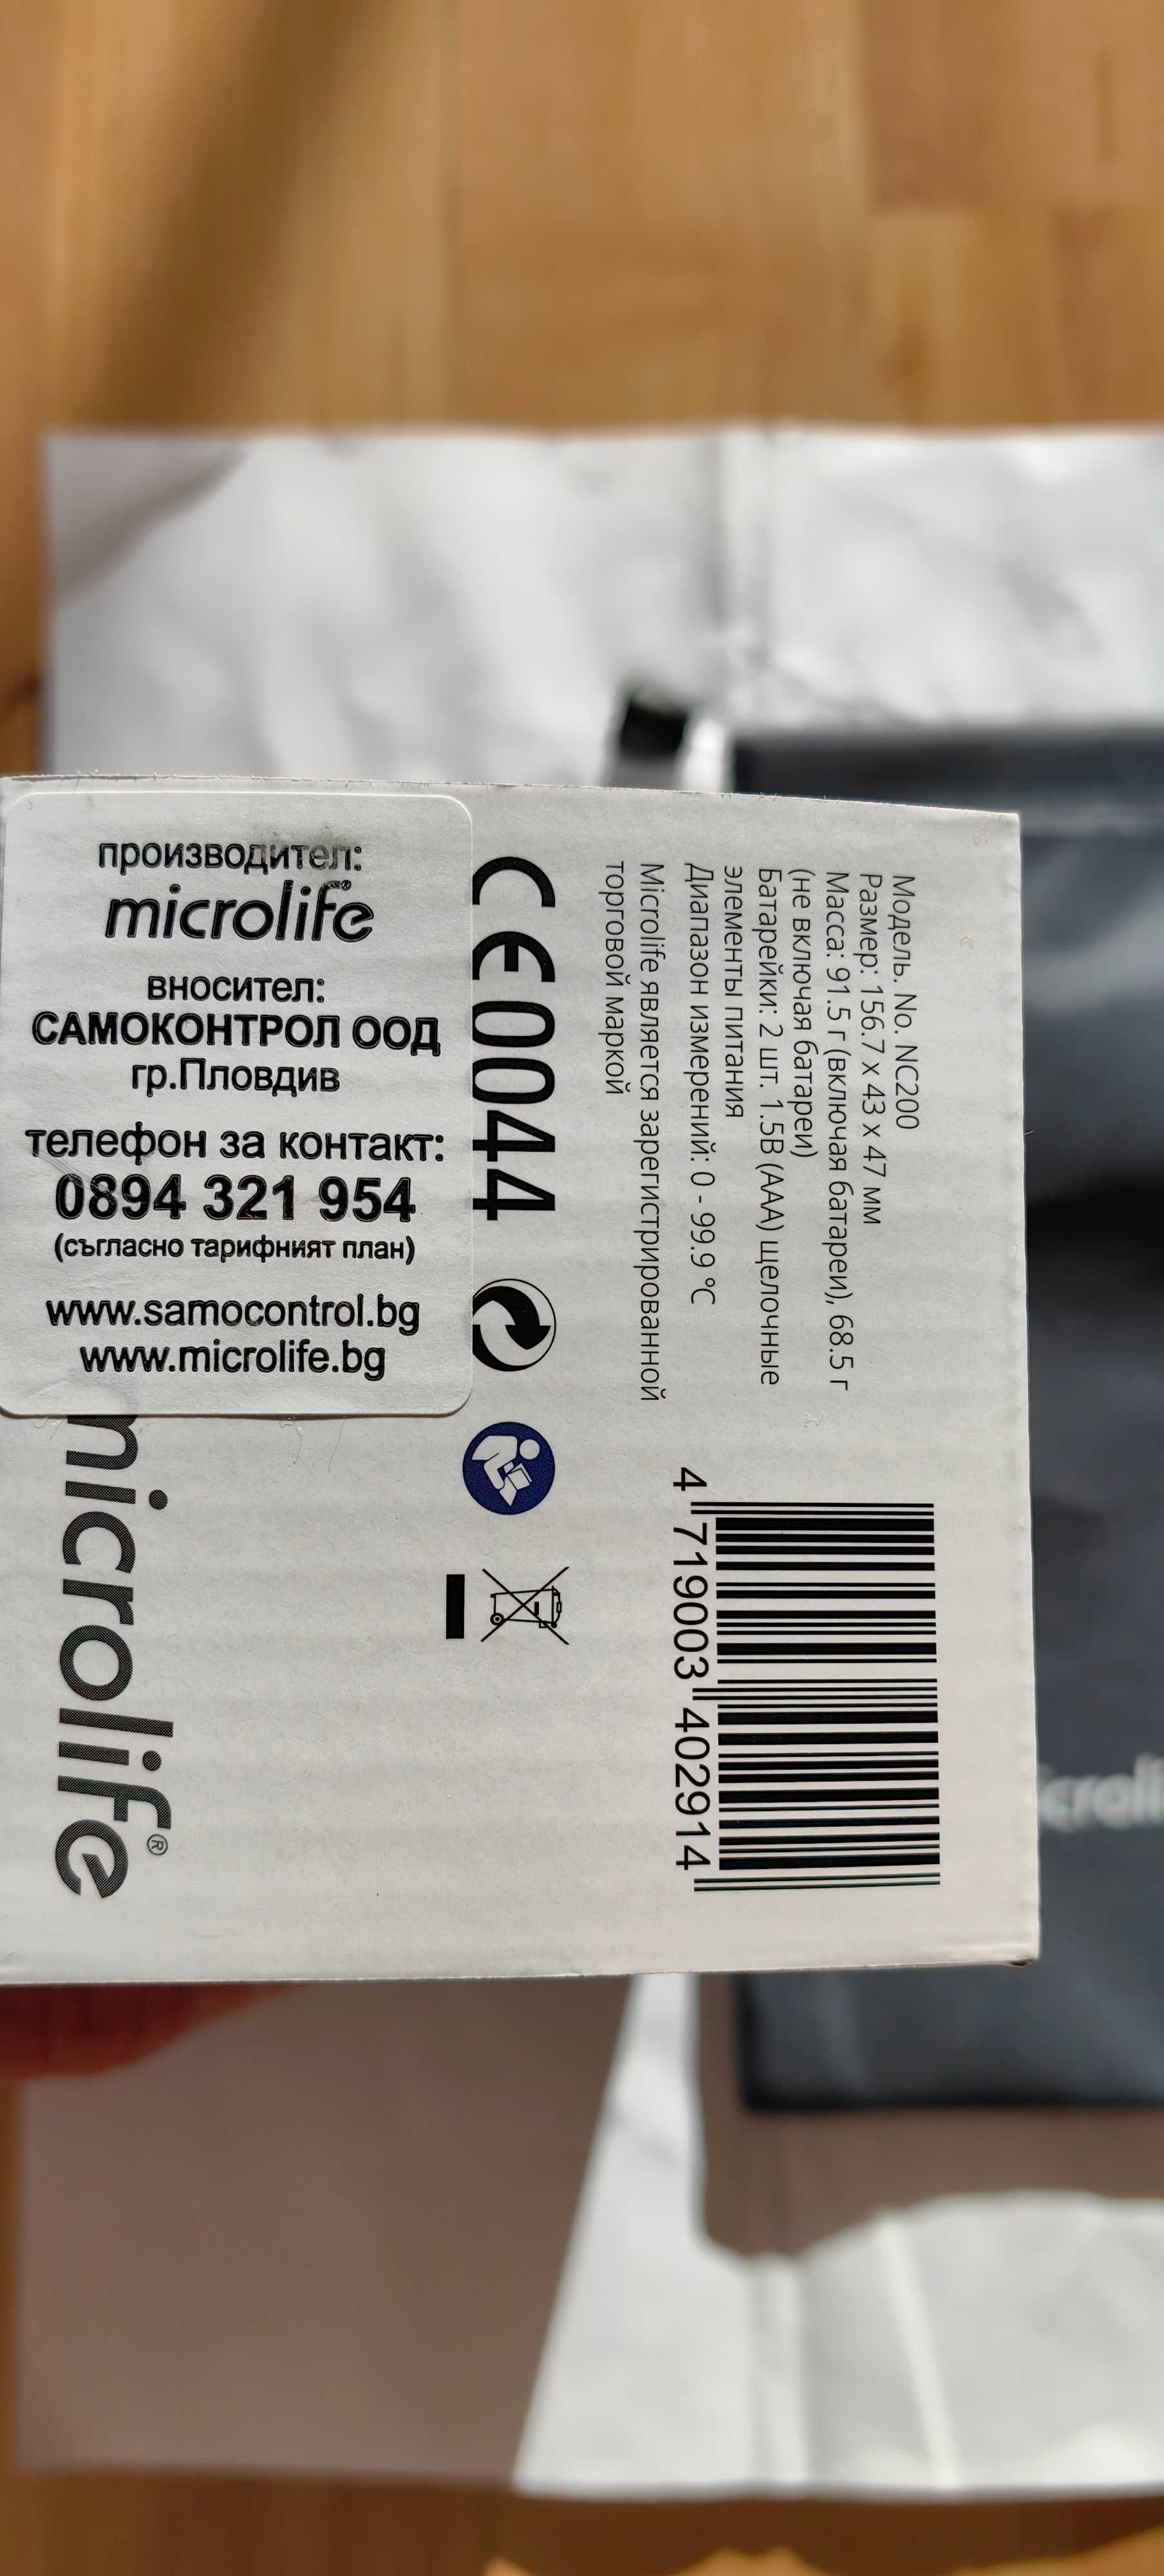 производител:
microlife®
вносител:
САМОКОНТРОЛ ООД
гр.Пловдив
телефон за контакт:
0894 321 954
(съгласно тарифният план)
www.samocontrol.bg
www.microlife.bg
Модель. No. NC200
Размер: 156.7 x 43 x 47 мм
Масса: 91.5 г (включая батареи), 68.5 г
(не включая батареи)
Батарейки: 2 шт. 1.5В (ААА) щелочные
элементы питания
Диапазон измерений: 0 - 99.9 °C
Microlife является зарегистрированной
торговой маркой
CE0044
4 719003 402914
microlife®